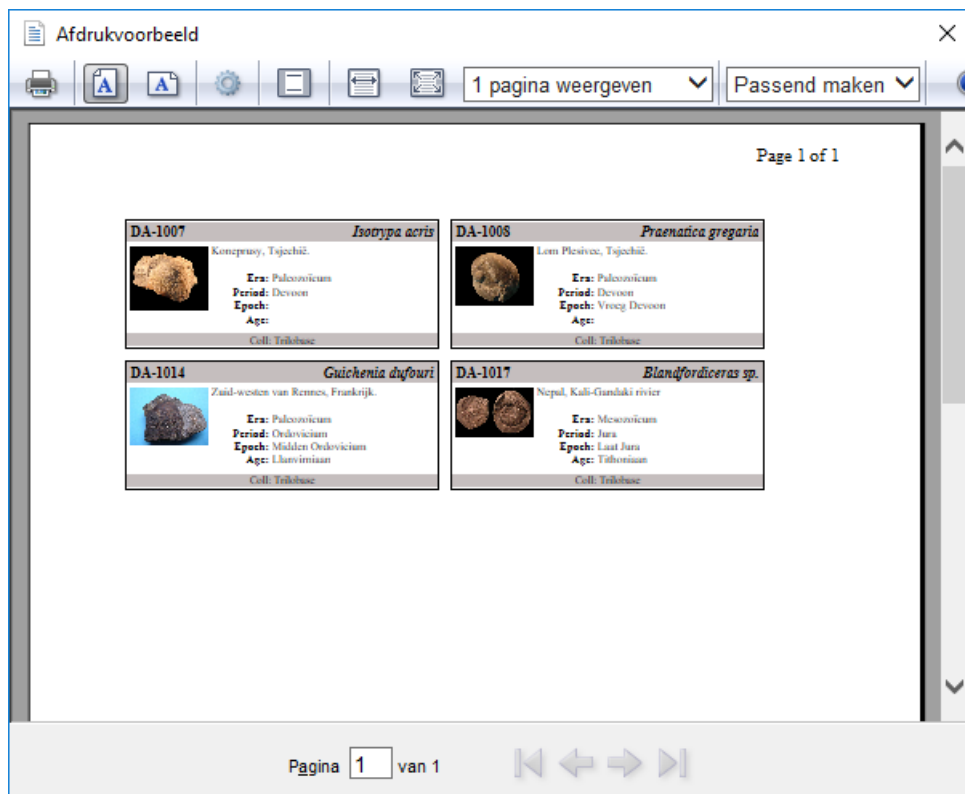 Afdrukvoorbeeld
1 pagina weergeven
Passend maken
Page 1 of 1
DA-1007 Isotrypa acris
Koneprusy, Tsjechië.
Era: Paleozoïcum
Period: Devoon
Epoch:
Age:
Coll: Trilobase
DA-1008 Praenatica gregaria
Lom Plesivec, Tsjechië.
Era: Paleozoïcum
Period: Devoon
Epoch: Vroeg Devoon
Age:
Coll: Trilobase
DA-1014 Guichenia dufouri
Zuid-westen van Rennes, Frankrijk.
Era: Paleozoïcum
Period: Ordovicium
Epoch: Midden Ordovicium
Age: Llanvirniaan
Coll: Trilobase
DA-1017 Blandfordiceras sp.
Nepal, Kali-Gandaki rivier
Era: Mesozoïcum
Period: Jura
Epoch: Laat Jura
Age: Tithoniaan
Coll: Trilobase
Pagina 1 van 1